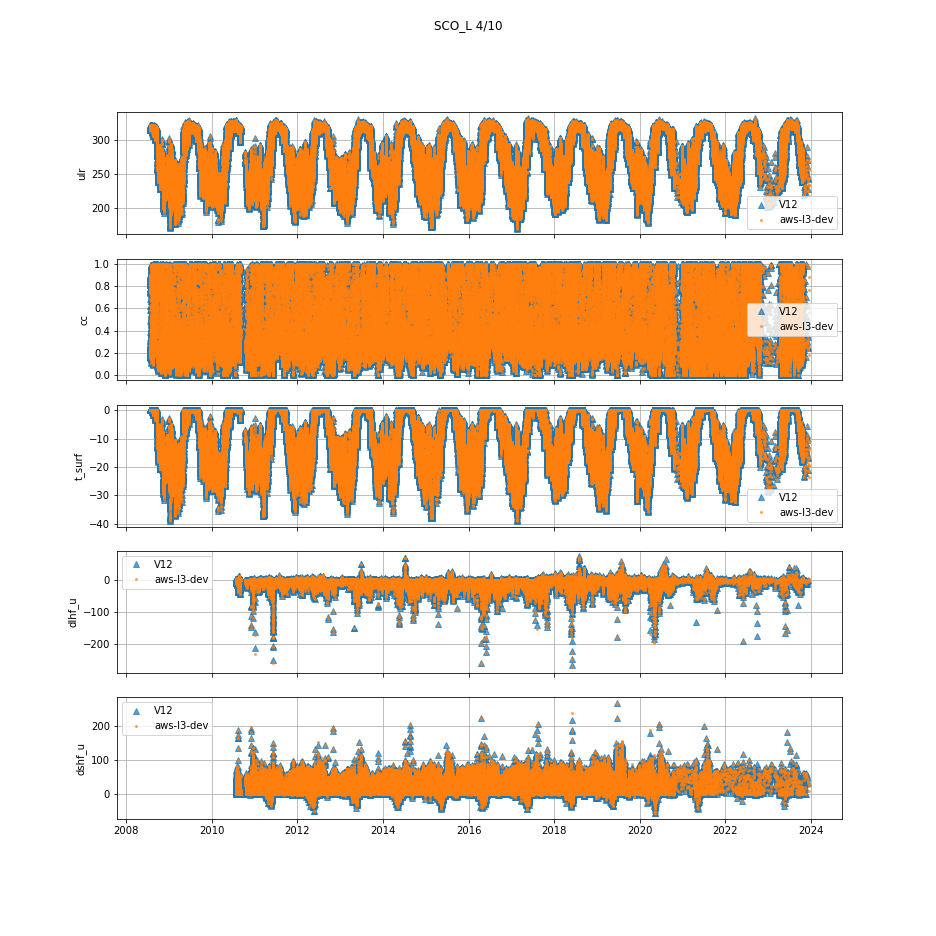 SCO_L 4/10
300
250
200
ulr
V12
aws-l3-dev
1.0
0.8
0.6
0.4
0.2
0.0
cc
V12
aws-l3-dev
0
−10
−20
−30
−40
t_surf
V12
aws-l3-dev
0
−100
−200
dlhf_u
V12
aws-l3-dev
200
100
0
dshf_u
V12
aws-l3-dev
2008 2010 2012 2014 2016 2018 2020 2022 2024